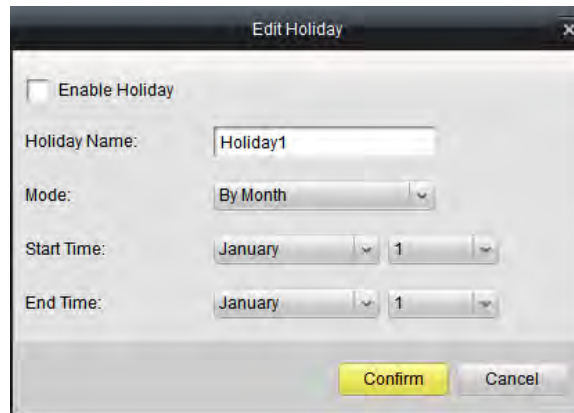 Edit Holiday
Enable Holiday
Holiday Name: Holiday1
Mode: By Month
Start Time: January 1
End Time: January 1
Confirm Cancel